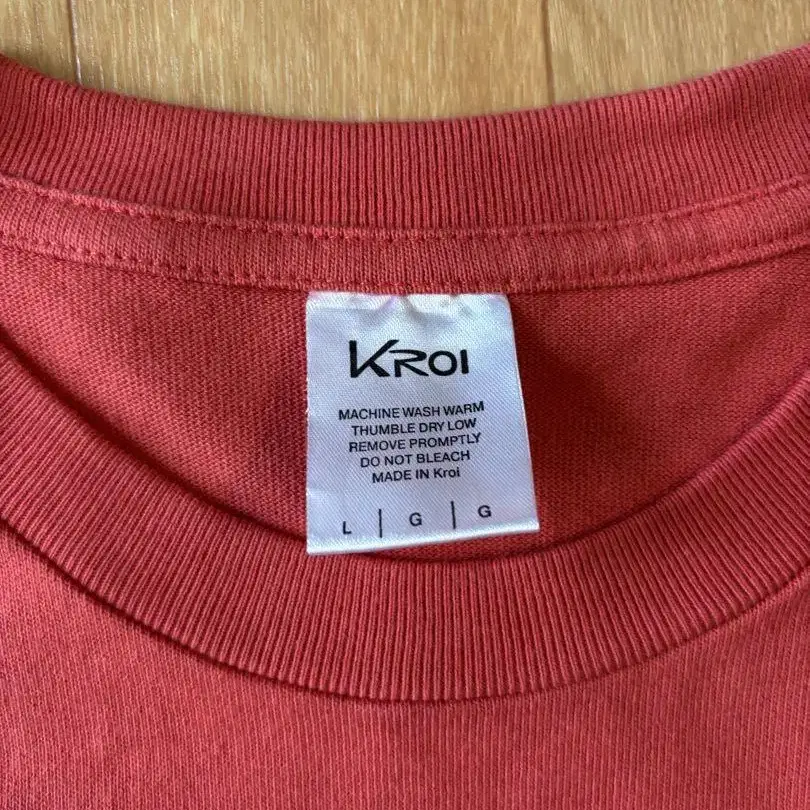 KROI
MACHINE WASH WARM
THUMBLE DRY LOW
REMOVE PROMPTLY
DO NOT BLEACH
MADE IN Kroi
L | G | G